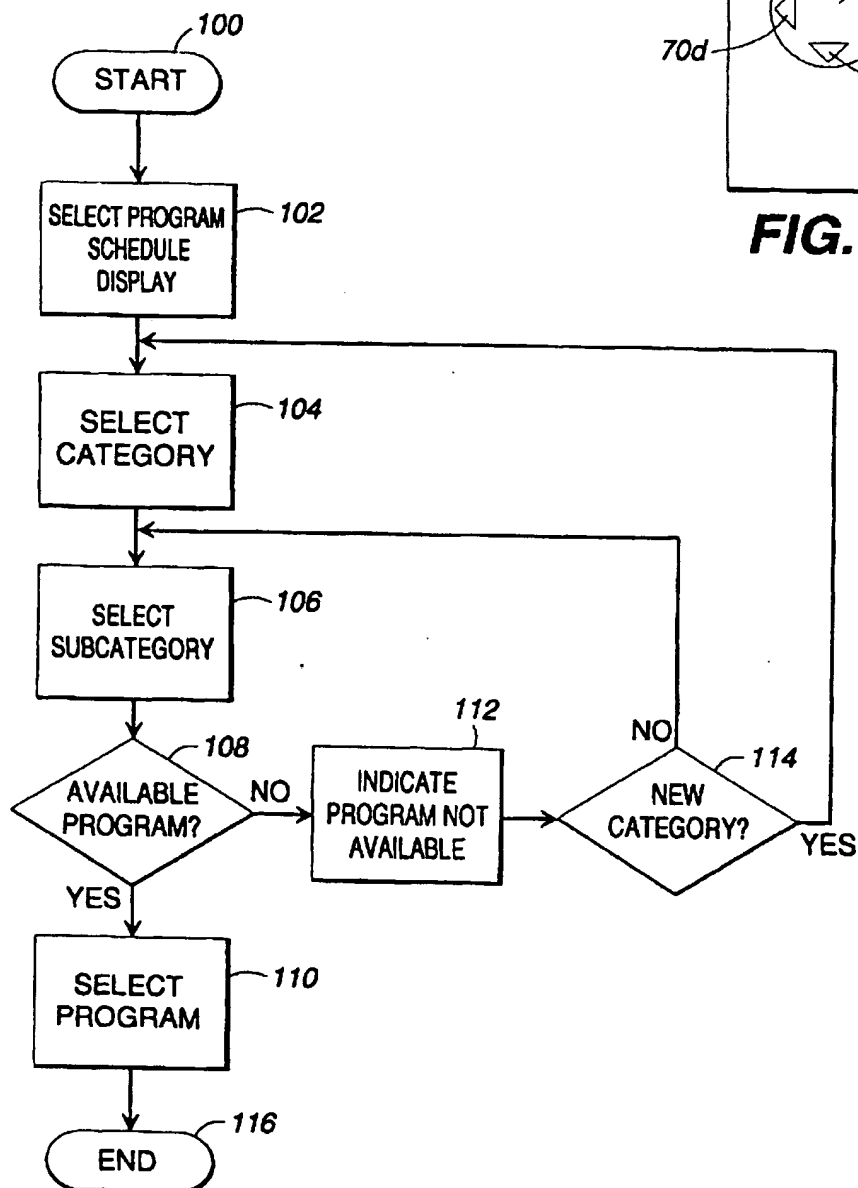 100
START
70d
SELECT PROGRAM
SCHEDULE
DISPLAY
102
FIG.
SELECT
CATEGORY
104
SELECT
SUBCATEGORY
106
AVAILABLE
PROGRAM?
108
NO
INDICATE
PROGRAM NOT
AVAILABLE
112
NO
NEW
CATEGORY?
114
YES
YES
SELECT
PROGRAM
110
END
116